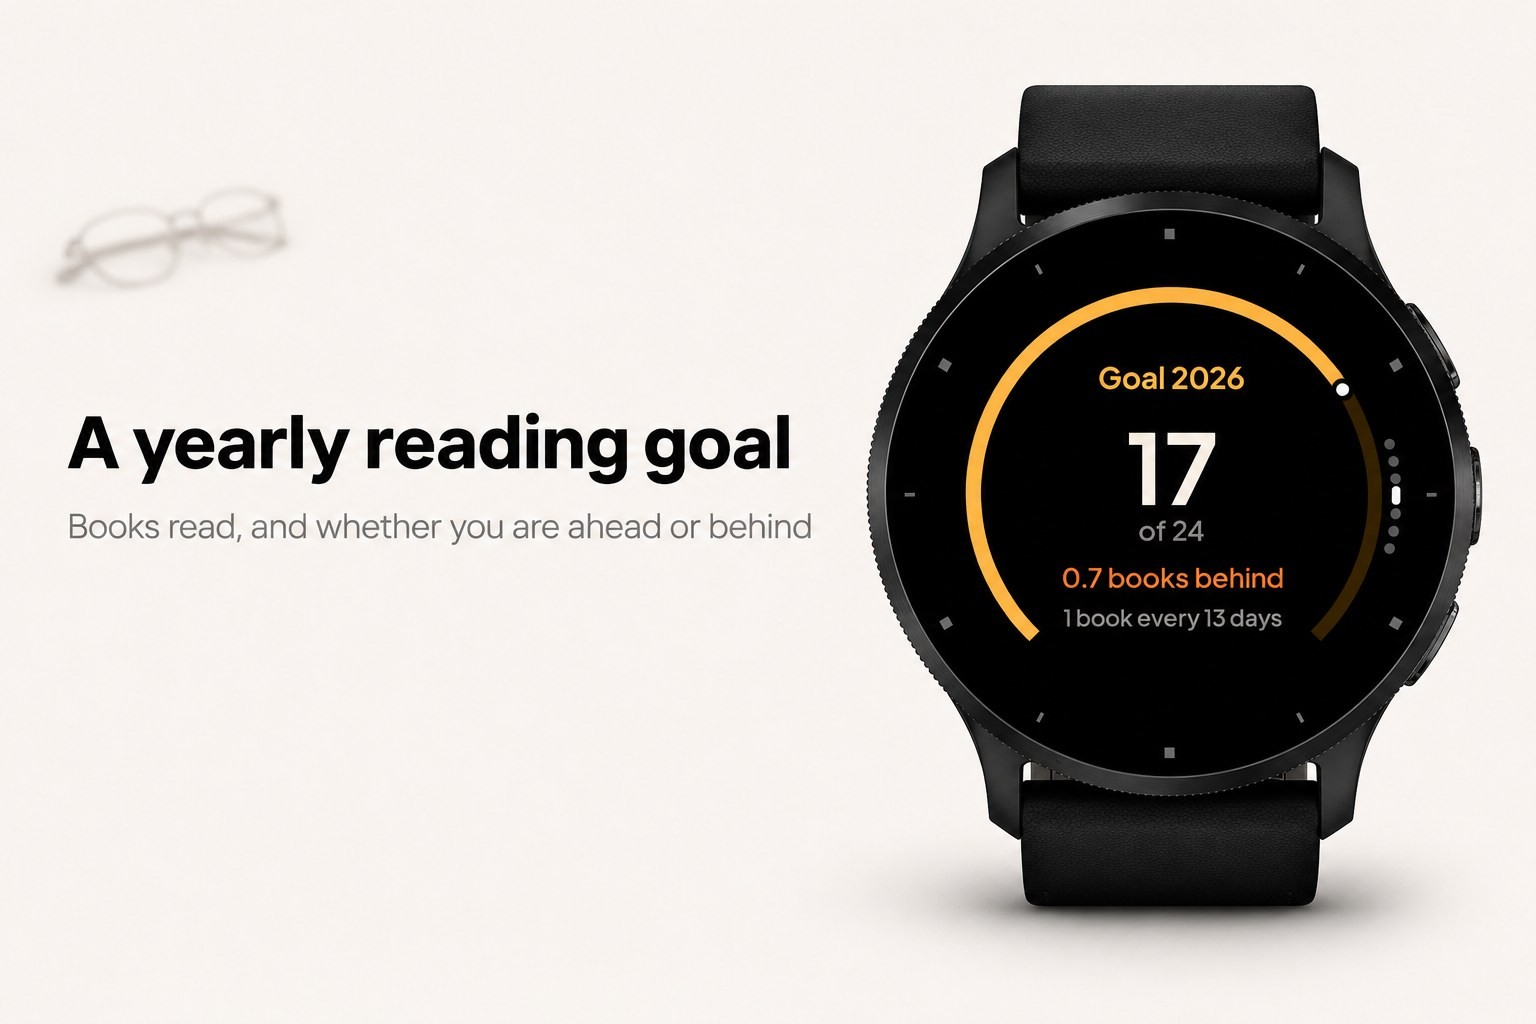 A yearly reading goal
Books read, and whether you are ahead or behind
Goal 2026
17
of 24
0.7 books behind
1 book every 13 days